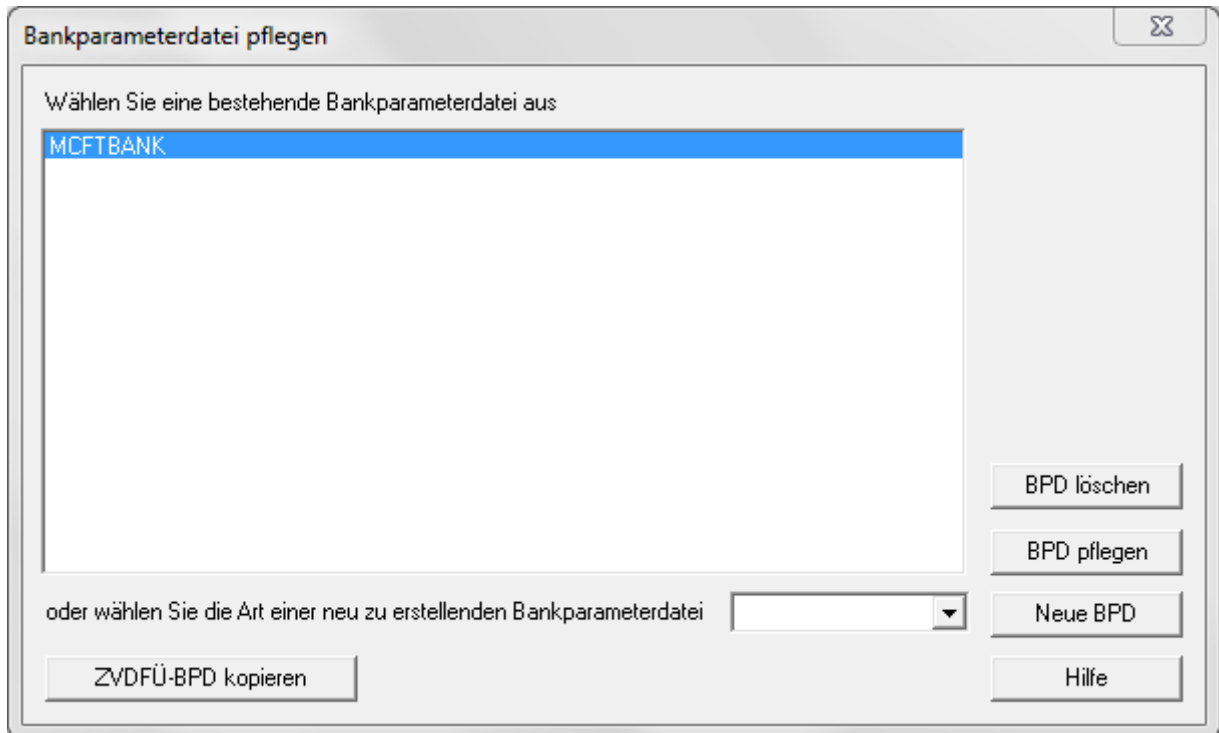 Bankparameterdatei pflegen
Wählen Sie eine bestehende Bankparameterdatei aus
MCFTBANK
BPD löschen
BPD pflegen
oder wählen Sie die Art einer neu zu erstellenden Bankparameterdatei
Neue BPD
ZVDFÜ-BPD kopieren
Hilfe